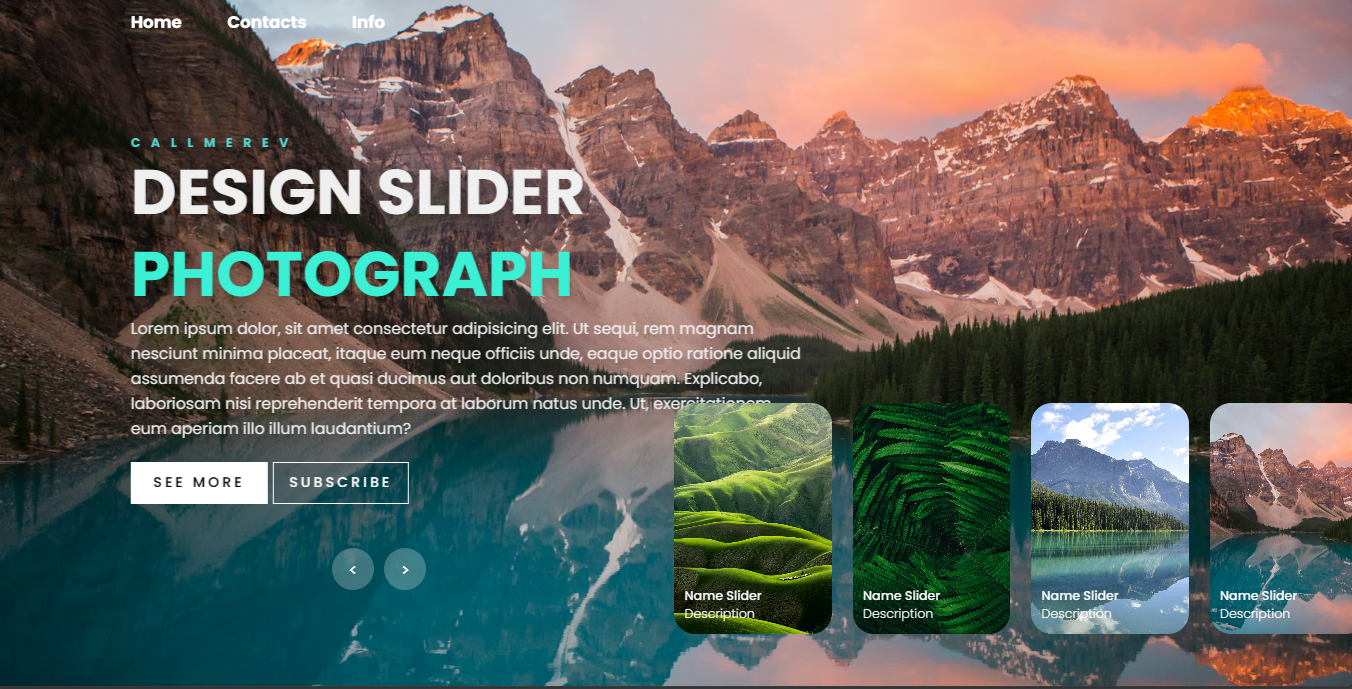 Home Contacts Info
CALLMEREV
DESIGN SLIDER
PHOTOGRAPH
Lorem ipsum dolor, sit amet consectetur adipisicing elit. Ut sequi, rem magnam
nesciunt minima placeat, itaque eum neque officiis unde, eaque optio ratione aliquid
assumenda facere ab et quasi ducimus aut doloribus non numquam. Explicabo,
laboriosam nisi reprehenderit tempora at laborum natus unde. Ut, exercitationem
eum aperiam illo illum laudantium?
SEE MORE SUBSCRIBE
< >
Name Slider Name Slider Name Slider Name Slider
Description Description Description Description